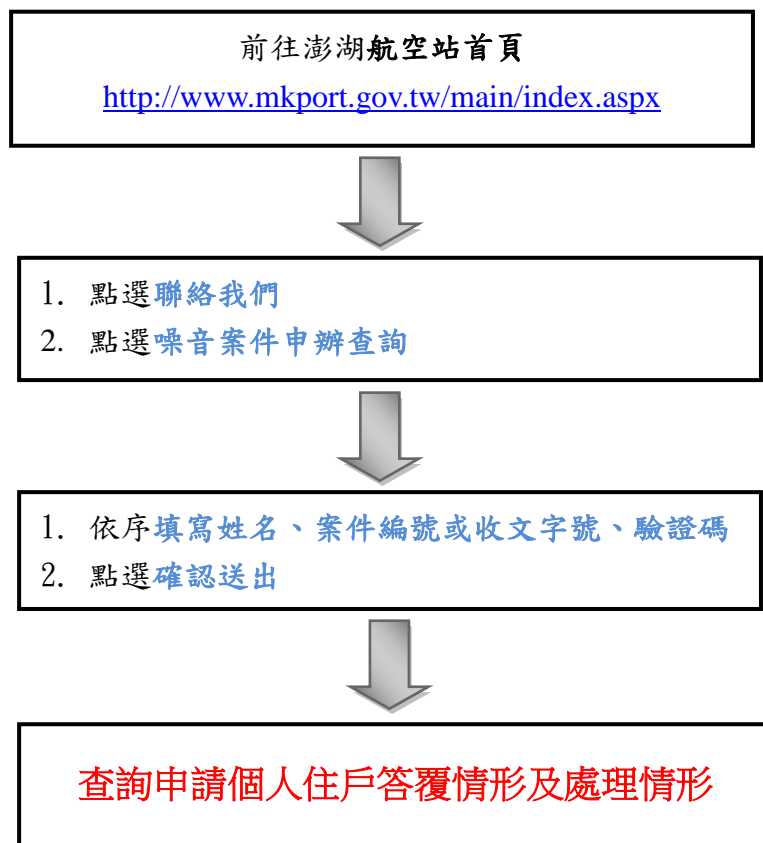 前往澎湖航空站首頁
http://www.mkport.gov.tw/main/index.aspx
1. 點選聯絡我們
2. 點選噪音案件申辦查詢
1. 依序填寫姓名、案件編號或收文字號、驗證碼
2. 點選確認送出
查詢申請個人住戶答覆情形及處理情形